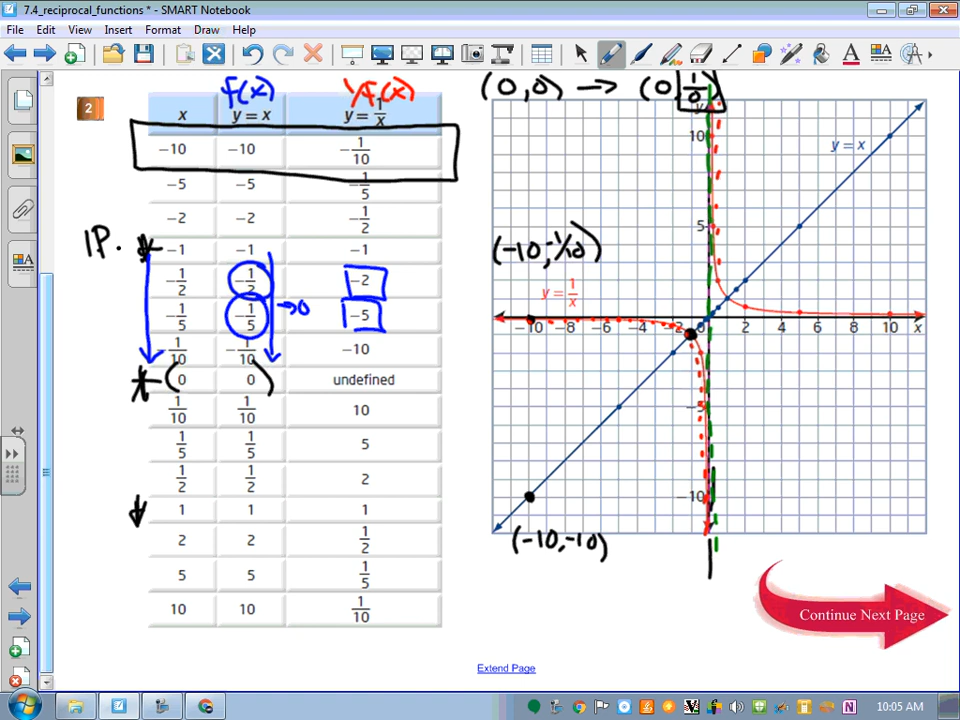 7.4_reciprocal_functions * - SMART Notebook
File Edit View Insert Format Draw Help
f(x) 1/f(x) (0,0) → (0, 1/0)
2
x y = x y = 1/x
-10 -10 -1/10
-5 -5 -1/5
-2 -2 -1/2
IP. * -1 -1 -1
-1/2 -1/2 -2
-1/5 -1/5 -5
→0
-1/10 -1/10 -10
* ( 0 0 ) undefined
1/10 1/10 10
1/5 1/5 5
1/2 1/2 2
1 1 1
2 2 1/2
5 5 1/5
10 10 1/10
y
10
y = x
5
(-10, -1/10)
y = 1/x
-10 -8 -6 -4 -2 0 2 4 6 8 10 x
-5
-10
(-10, -10)
Continue Next Page
Extend Page
10:05 AM